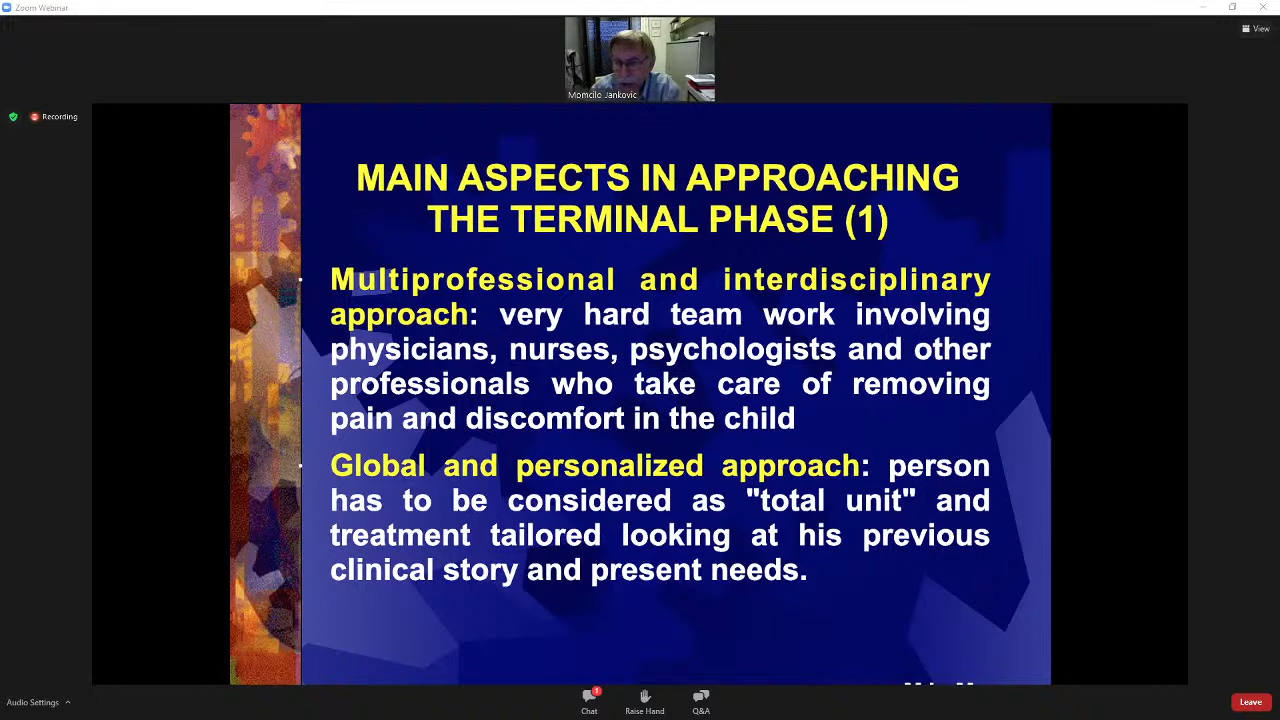 Zoom Webinar
View
Momcilo Jankovic
Recording
MAIN ASPECTS IN APPROACHING
THE TERMINAL PHASE (1)
Multiprofessional and interdisciplinary
approach: very hard team work involving
physicians, nurses, psychologists and other
professionals who take care of removing
pain and discomfort in the child
Global and personalized approach: person
has to be considered as "total unit" and
treatment tailored looking at his previous
clinical story and present needs.
Audio Settings
1
Chat
Raise Hand
Q&A
Leave